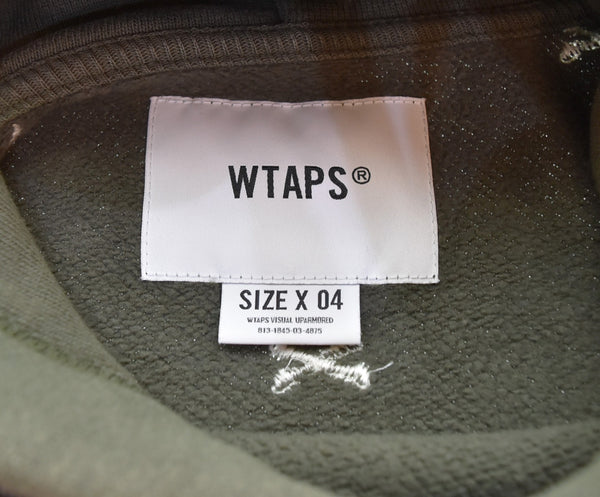 WTAPS®
SIZE X 04
WTAPS VISUAL UPARMORED
813-1845-03-4875